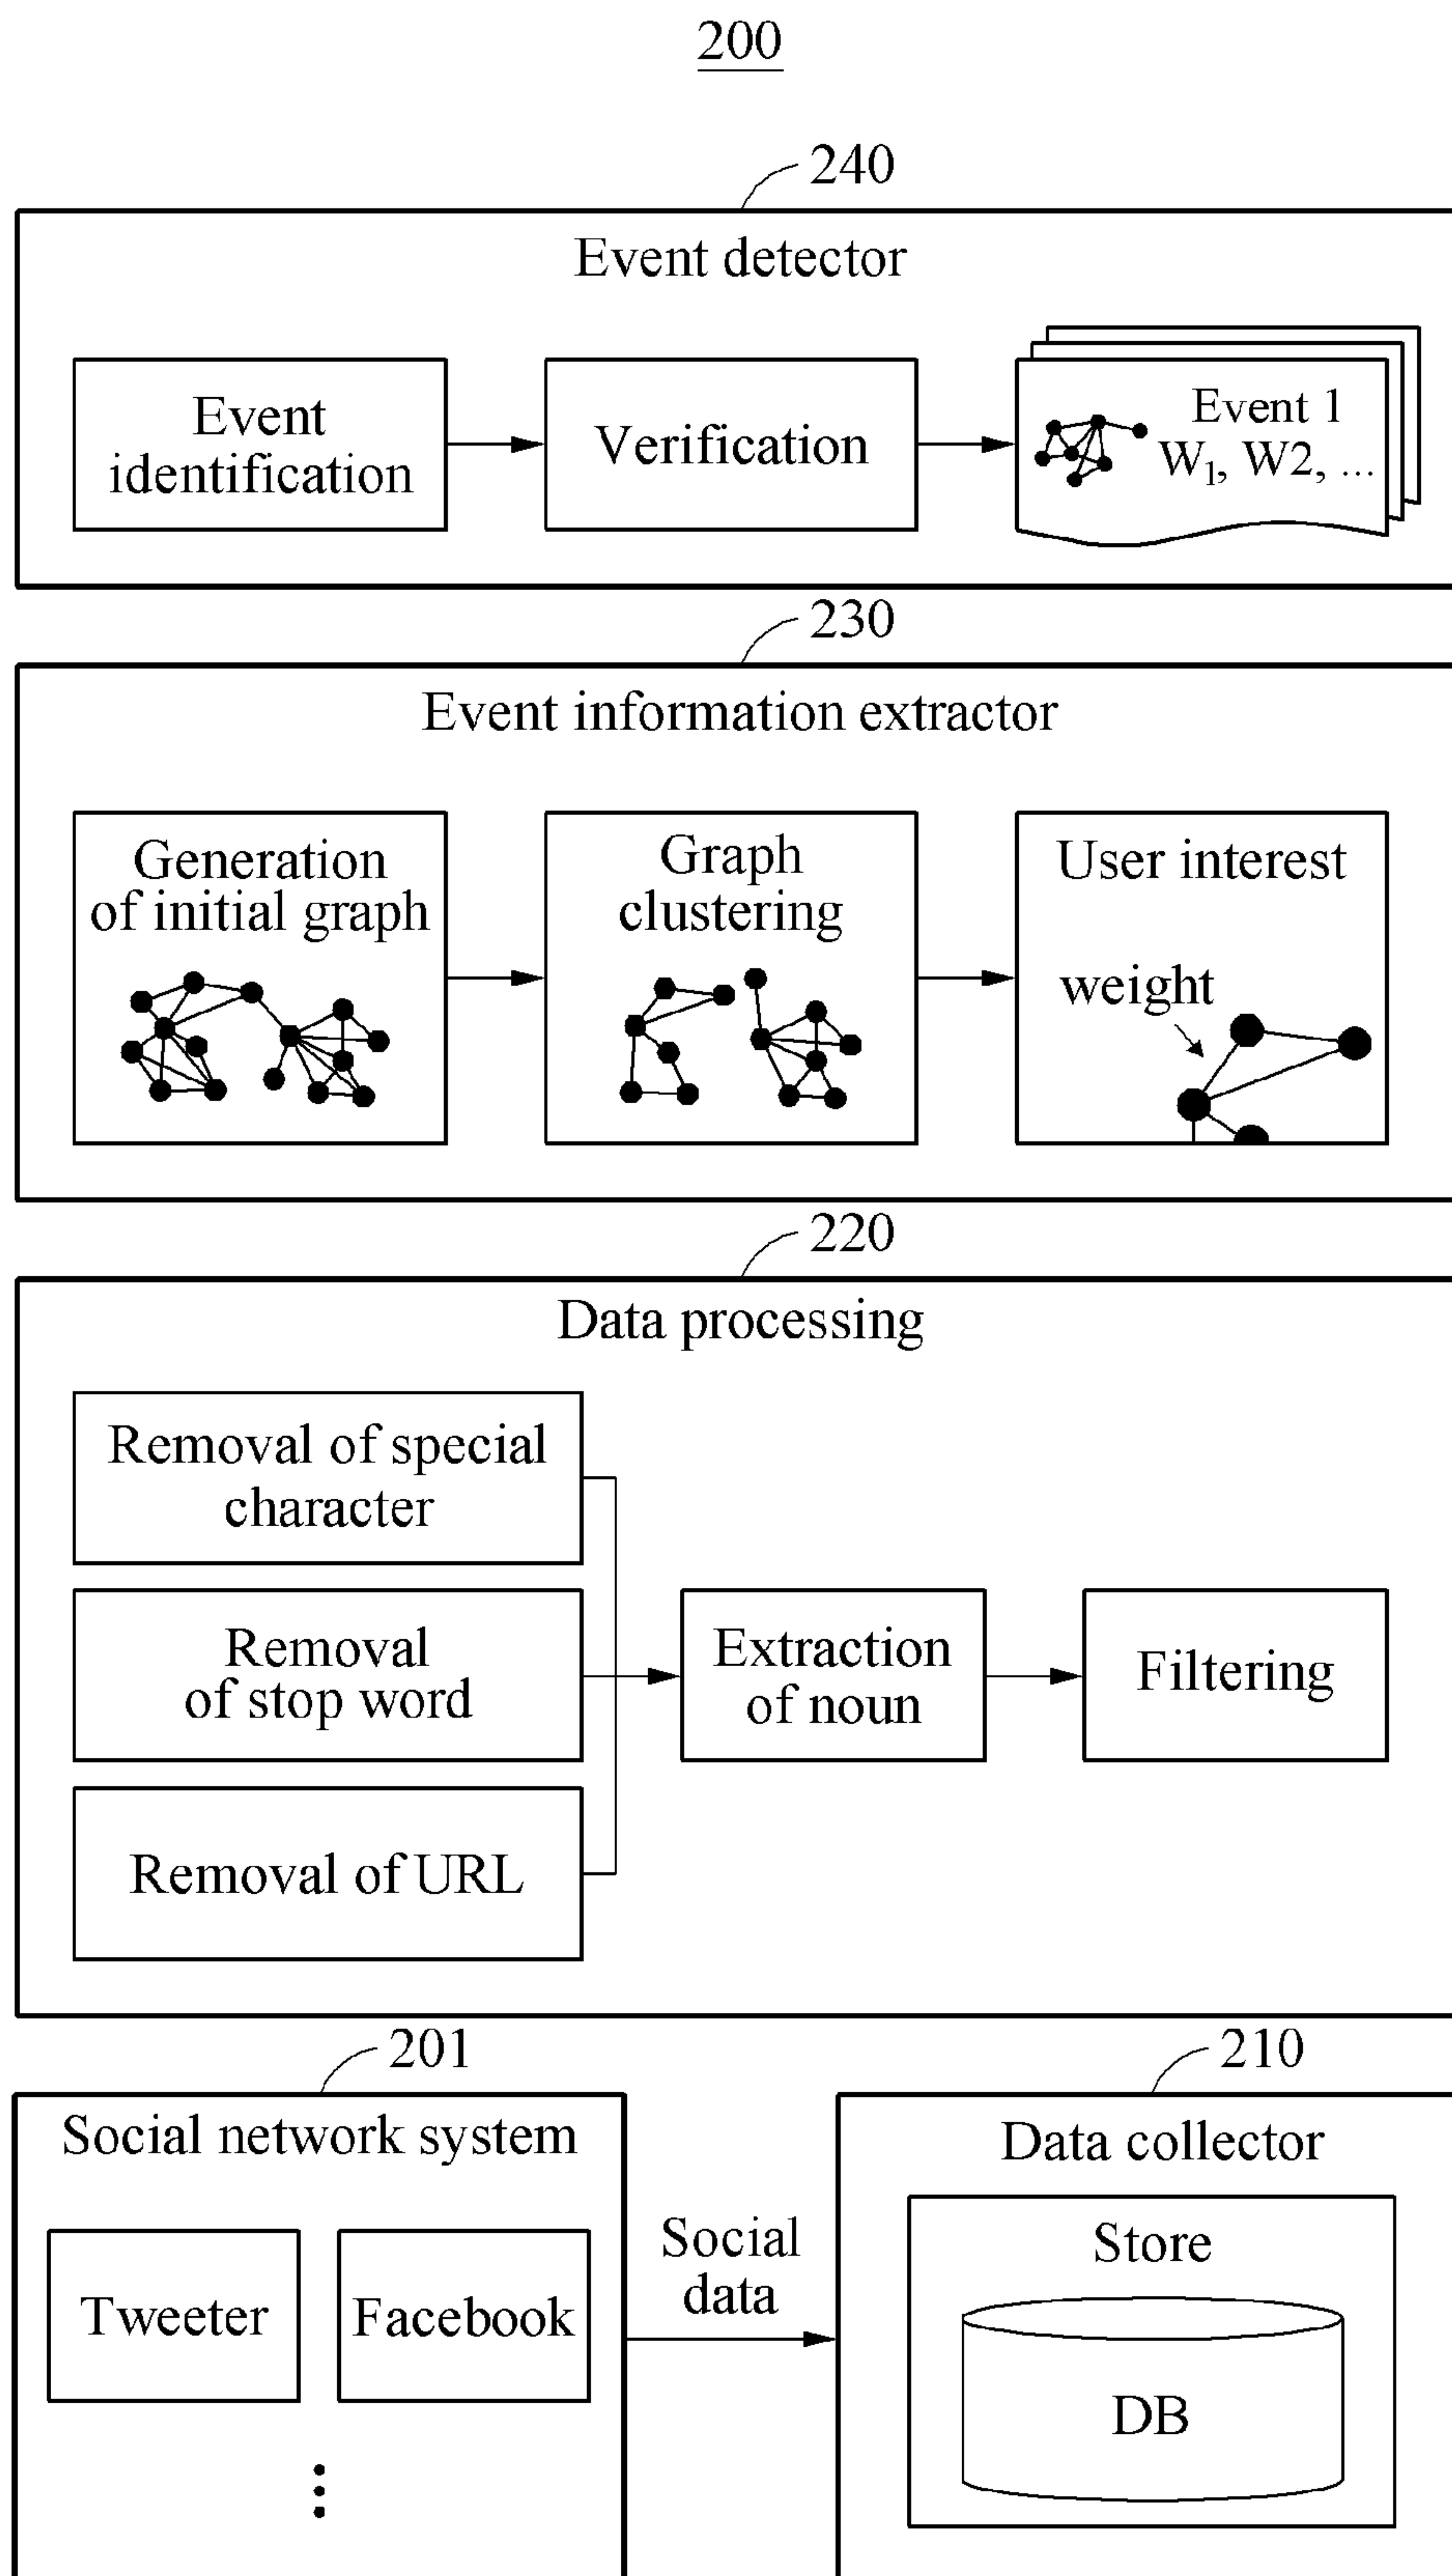 200
240
Event detector
Event
identification
Verification
Event 1
W1, W2, ...
230
Event information extractor
Generation
of initial graph
Graph
clustering
User interest
weight
220
Data processing
Removal of special
character
Removal
of stop word
Removal of URL
Extraction
of noun
Filtering
201
Social network system
Tweeter
Facebook
Social
data
210
Data collector
Store
DB